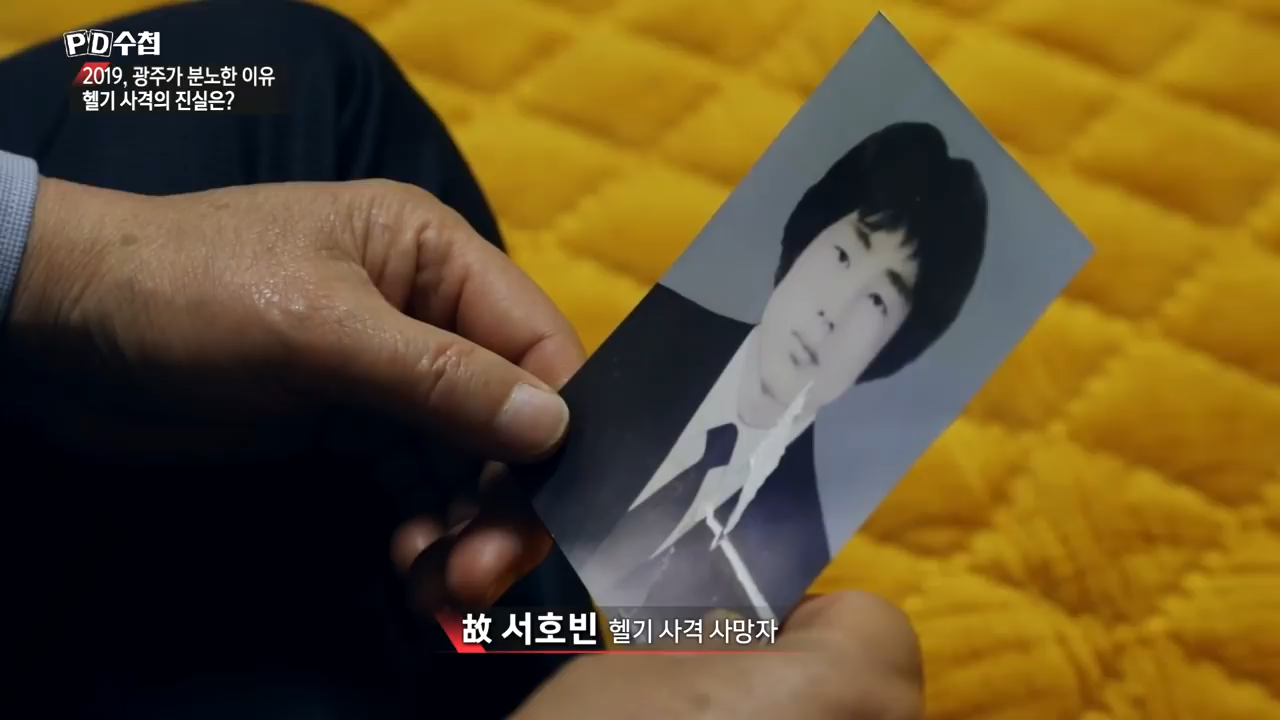 PD수첩
2019, 광주가 분노한 이유
헬기 사격의 진실은?
故 서호빈 헬기 사격 사망자